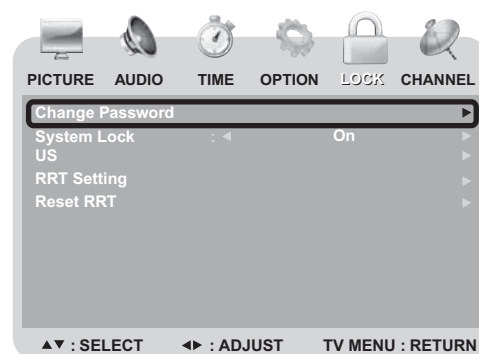 PICTURE AUDIO TIME OPTION LOCK CHANNEL
Change Password ▶
System Lock : ◀ On ▶
US ▶
RRT Setting ▶
Reset RRT ▶
▲▼ : SELECT ◀▶ : ADJUST TV MENU : RETURN